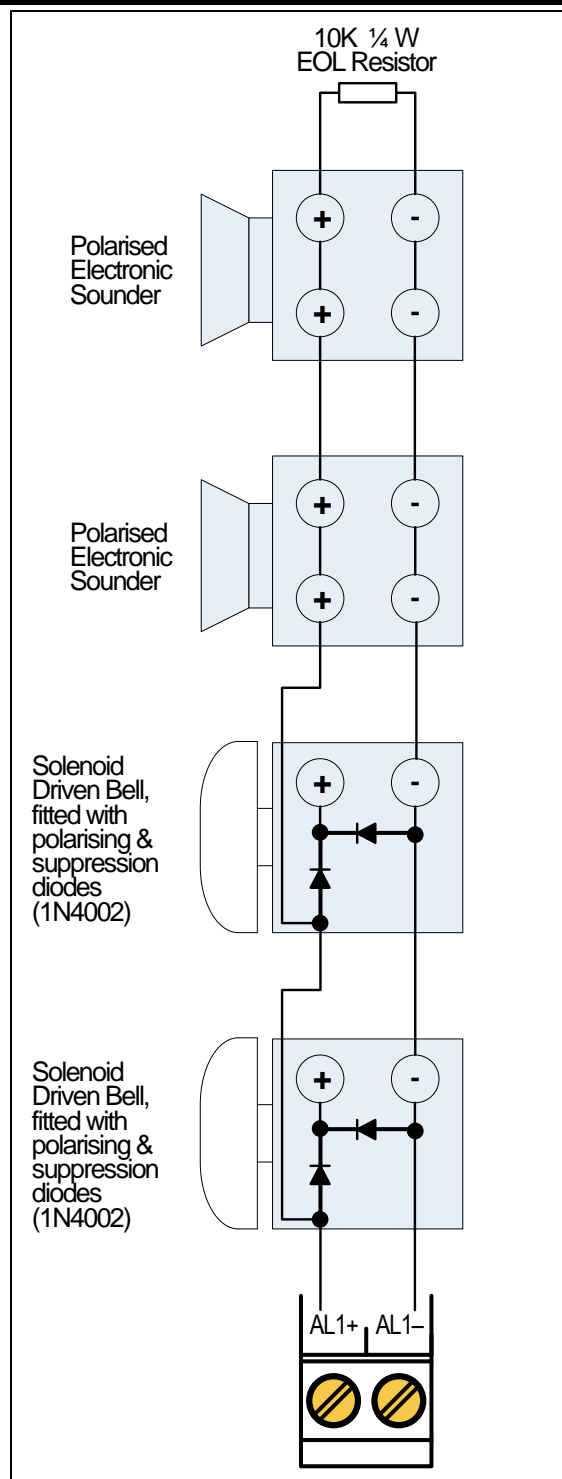 10K ¼ W
EOL Resistor
+ -
+ -
Polarised
Electronic
Sounder
+ -
+ -
Polarised
Electronic
Sounder
+ -
Solenoid
Driven Bell,
fitted with
polarising &
suppression
diodes
(1N4002)
+ -
Solenoid
Driven Bell,
fitted with
polarising &
suppression
diodes
(1N4002)
AL1+ AL1–